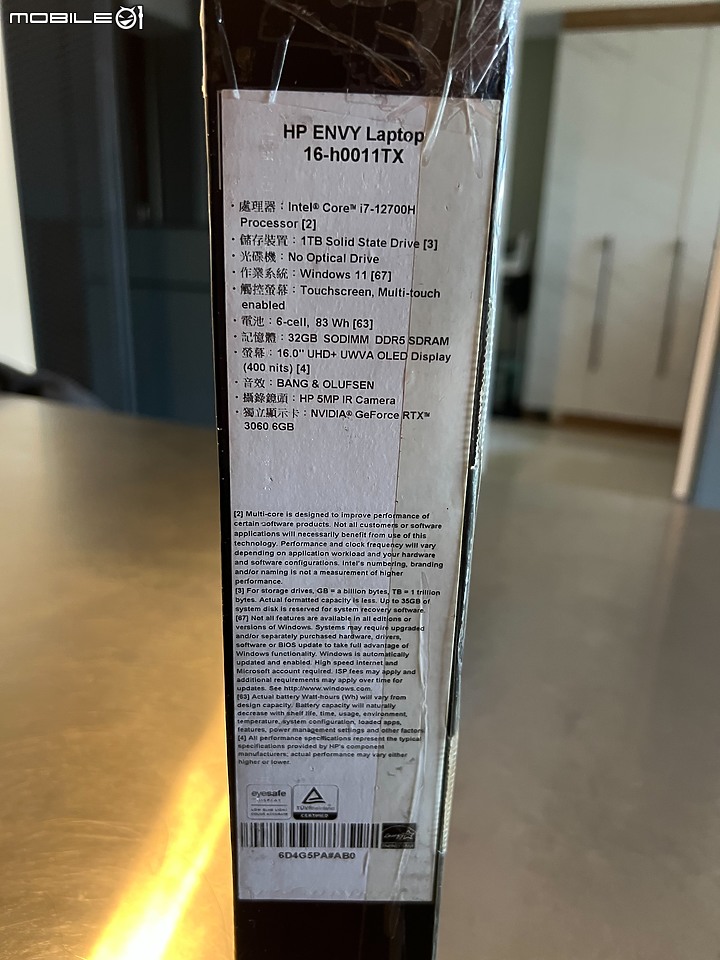 MOBILE01
HP ENVY Laptop
16-h0011TX
· 處理器：Intel® Core™ i7-12700H
Processor [2]
· 儲存裝置：1TB Solid State Drive [3]
· 光碟機：No Optical Drive
· 作業系統：Windows 11 [67]
· 觸控螢幕：Touchscreen, Multi-touch
enabled
· 電池：6-cell, 83 Wh [63]
· 記憶體：32GB SODIMM DDR5 SDRAM
· 螢幕：16.0" UHD+ UWVA OLED Display
(400 nits) [4]
· 音效：BANG & OLUFSEN
· 攝錄鏡頭：HP 5MP IR Camera
· 獨立顯示卡：NVIDIA® GeForce RTX™
3060 6GB
[2] Multi-core is designed to improve performance of
certain software products. Not all customers or software
applications will necessarily benefit from use of this
technology. Performance and clock frequency will vary
depending on application workload and your hardware
and software configurations. Intel's numbering, branding
and/or naming is not a measurement of higher
performance.
[3] For storage drives, GB = a billion bytes, TB = 1 trillion
bytes. Actual formatted capacity is less. Up to 35GB of
system disk is reserved for system recovery software.
[67] Not all features are available in all editions or
versions of Windows. Systems may require upgraded
and/or separately purchased hardware, drivers,
software or BIOS update to take full advantage of
Windows functionality. Windows is automatically
updated and enabled. High speed internet and
Microsoft account required. ISP fees may apply and
additional requirements may apply over time for
updates. See http://www.windows.com.
[63] Actual battery Watt-hours (Wh) will vary from
design capacity. Battery capacity will naturally
decrease with shelf life, time, usage, environment,
temperature, system configuration, loaded apps,
features, power management settings and other factors.
[4] All performance specifications represent the typical
specifications provided by HP's component
manufacturers; actual performance may vary either
higher or lower.
eyesafe
DISPLAY
TÜVRheinland
CERTIFIED
6D4G5PA#AB0